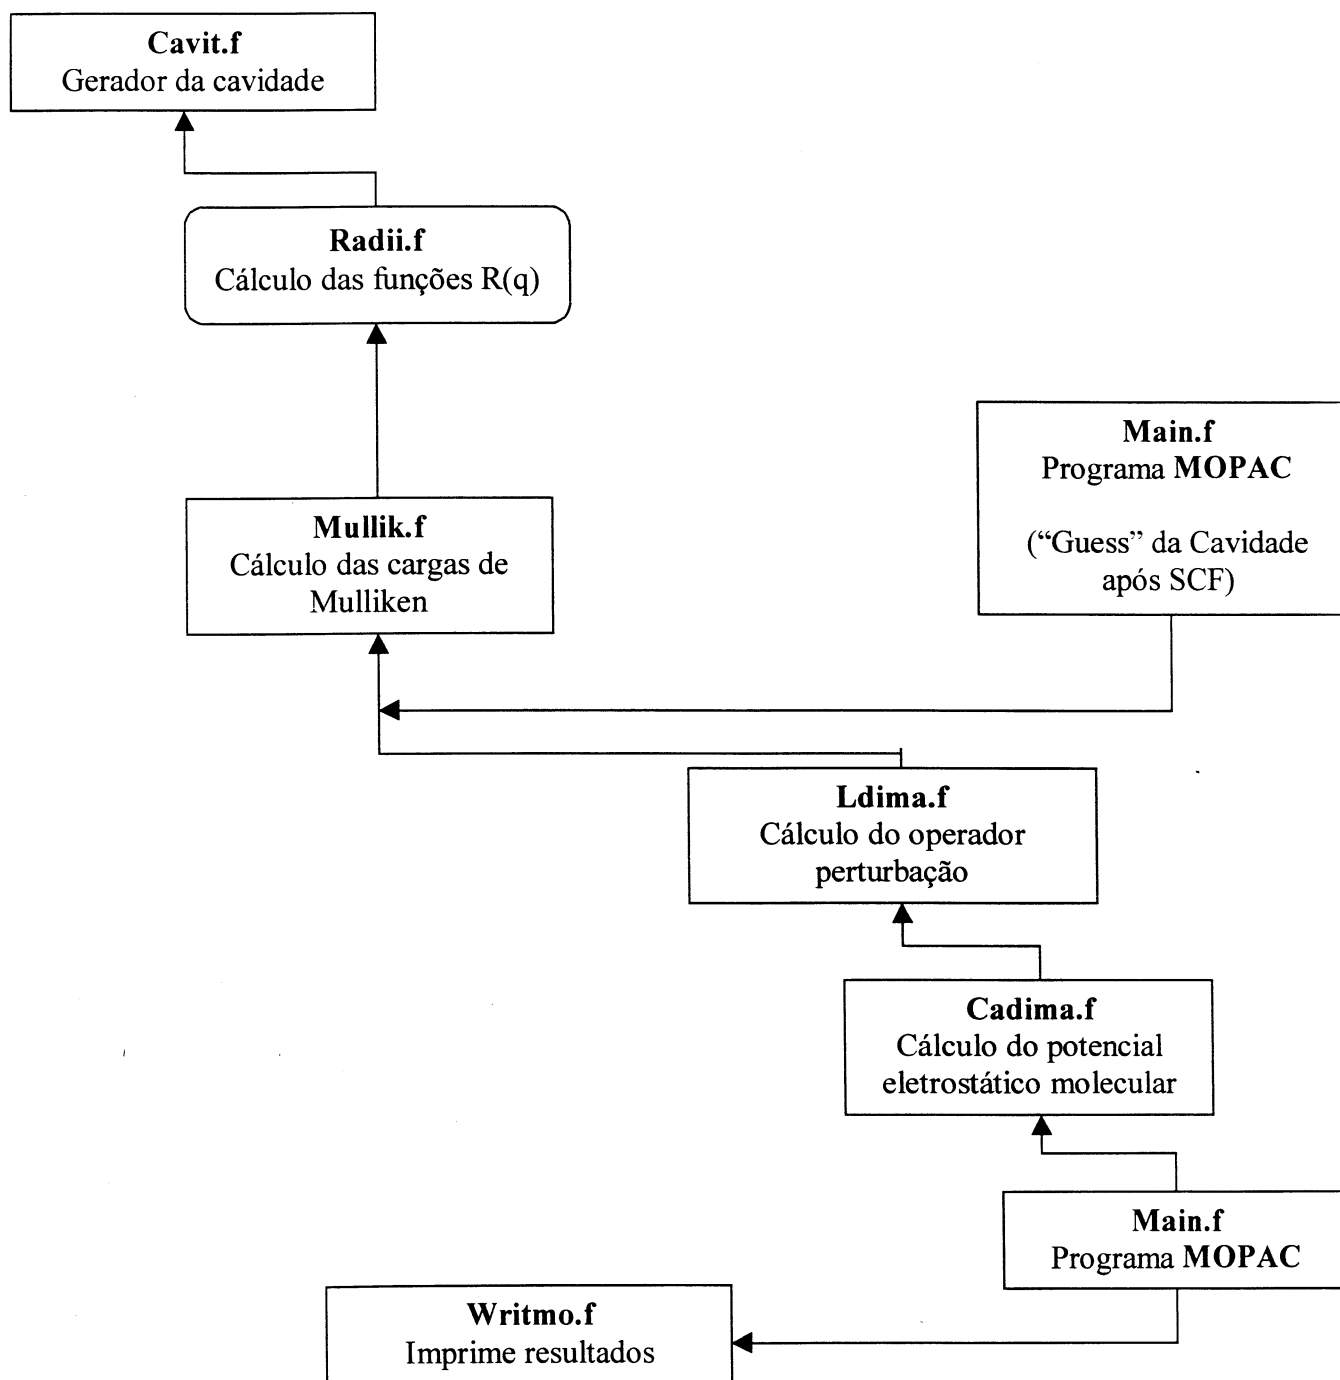 Cavit.f
Gerador da cavidade
Radii.f
Cálculo das funções R(q)
Main.f
Programa MOPAC
(“Guess” da Cavidade
após SCF)
Mullik.f
Cálculo das cargas de
Mulliken
Ldima.f
Cálculo do operador
perturbação
Cadima.f
Cálculo do potencial
eletrostático molecular
Main.f
Programa MOPAC
Writmo.f
Imprime resultados